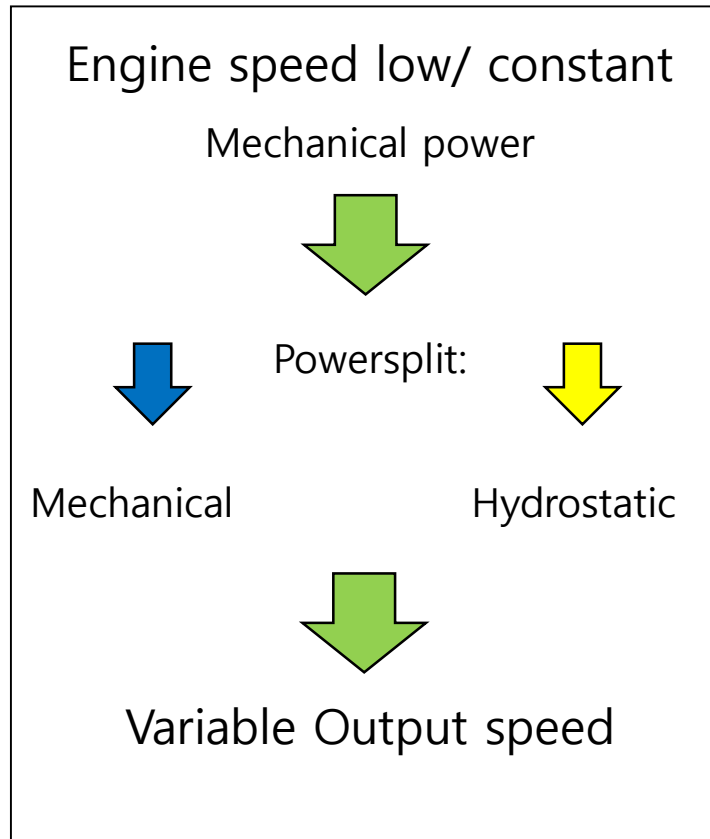 Engine speed low/ constant
Mechanical power
Powersplit:
Mechanical
Hydrostatic
Variable Output speed